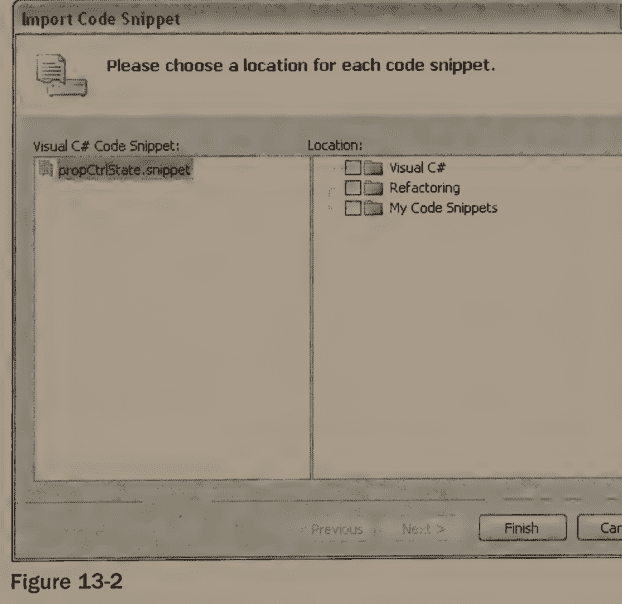 Import Code Snippet
Please choose a location for each code snippet.
Visual C# Code Snippet:
Location:
propCtrlState.snippet
Visual C#
Refactoring
My Code Snippets
Previous
Next >
Finish
Can
Figure 13-2